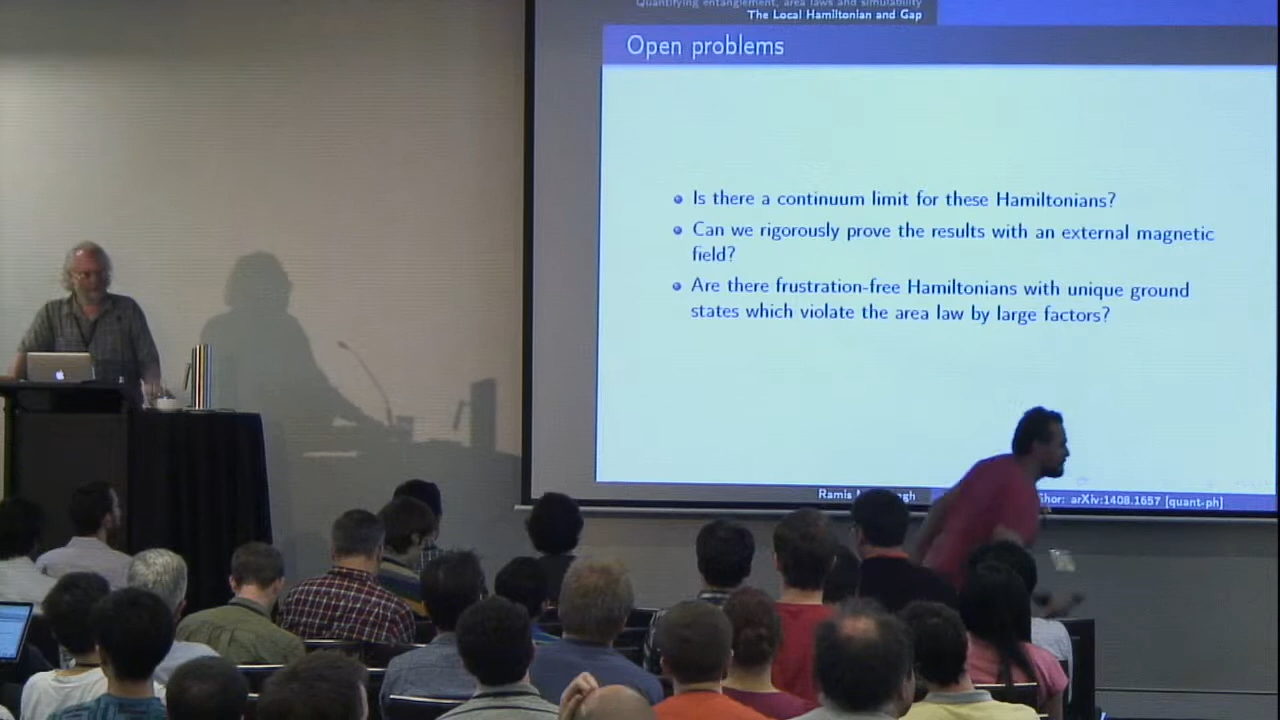 Quantifying entanglement, area laws and simulatability
The Local Hamiltonian and Gap
Open problems
Is there a continuum limit for these Hamiltonians?
Can we rigorously prove the results with an external magnetic
field?
Are there frustration-free Hamiltonians with unique ground
states which violate the area law by large factors?
Ramis arXiv:1408.1657 [quant-ph]